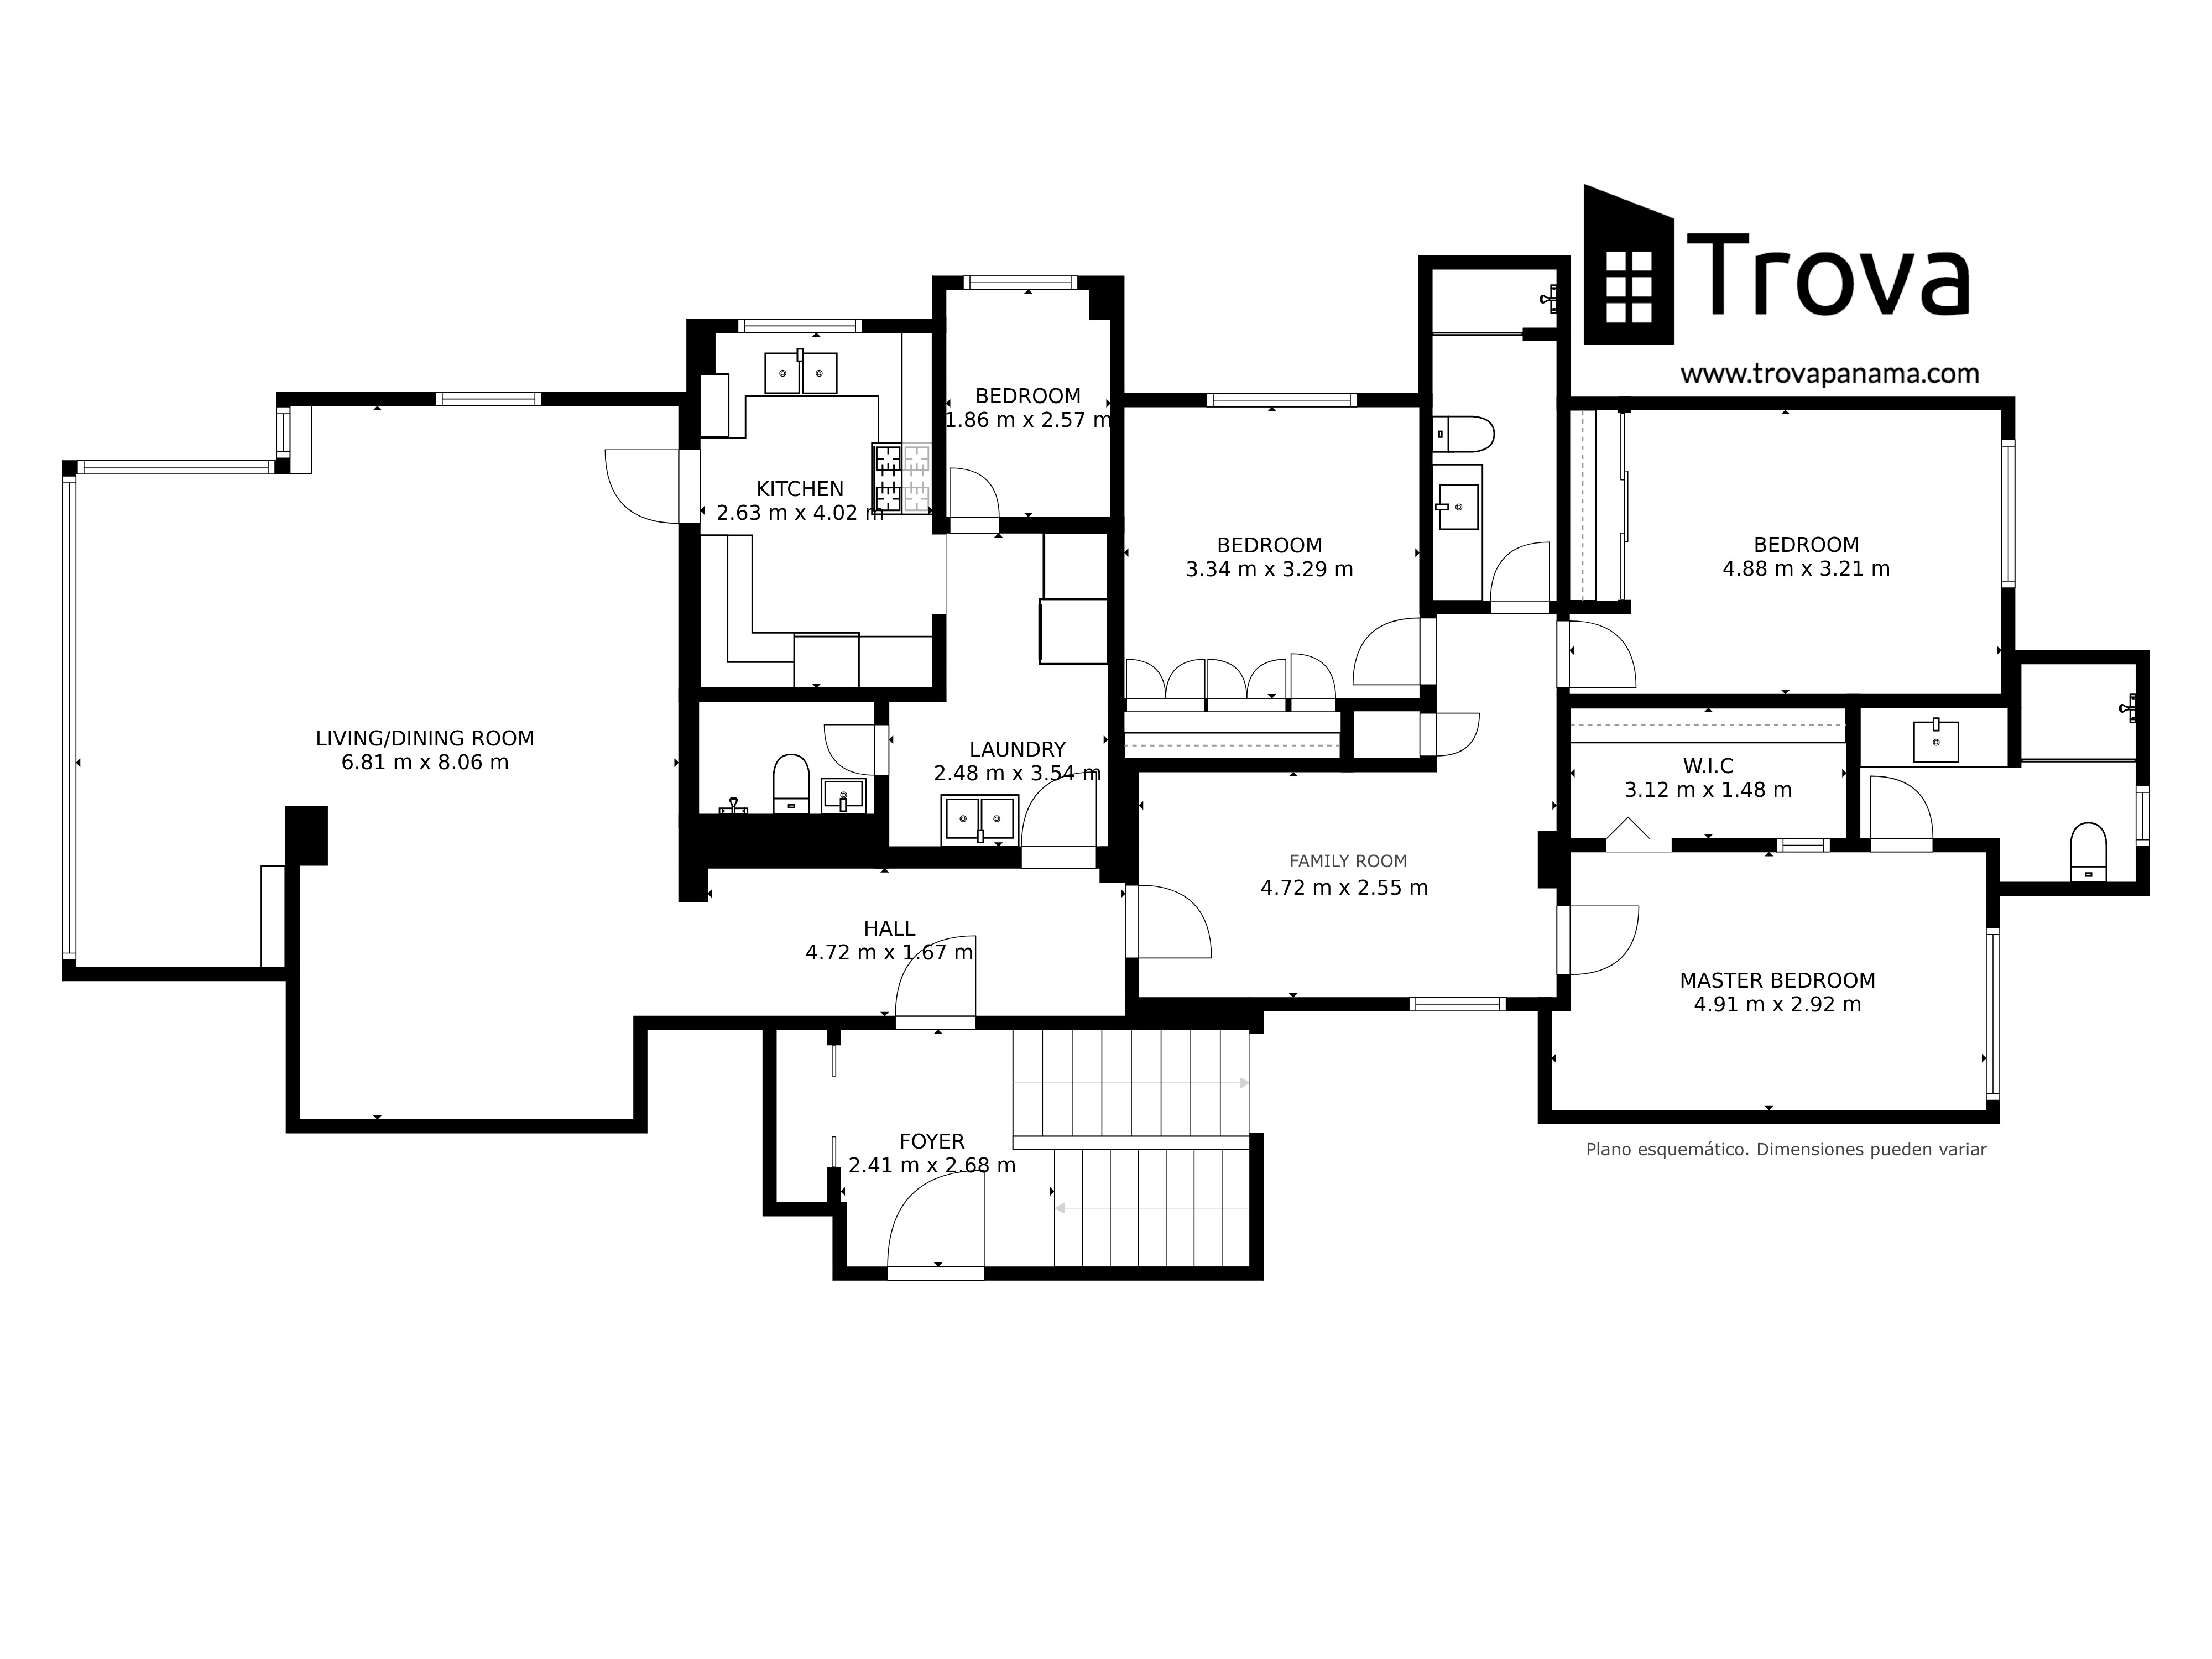 Trova
www.trovapanama.com
BEDROOM
1.86 m x 2.57 m
KITCHEN
2.63 m x 4.02 m
BEDROOM
3.34 m x 3.29 m
BEDROOM
4.88 m x 3.21 m
LIVING/DINING ROOM
6.81 m x 8.06 m
LAUNDRY
2.48 m x 3.54 m
W.I.C
3.12 m x 1.48 m
FAMILY ROOM
4.72 m x 2.55 m
HALL
4.72 m x 1.67 m
MASTER BEDROOM
4.91 m x 2.92 m
FOYER
2.41 m x 2.68 m
Plano esquemático. Dimensiones pueden variar